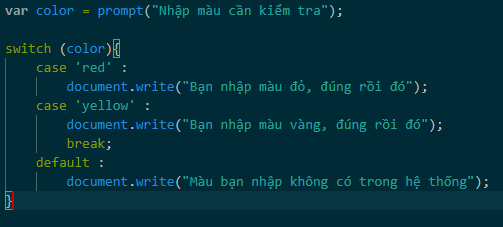 var color = prompt("Nhập màu cần kiểm tra");
switch (color){
case 'red' :
document.write("Bạn nhập màu đỏ, đúng rồi đó");
case 'yellow' :
document.write("Bạn nhập màu vàng, đúng rồi đó");
break;
default :
document.write("Màu bạn nhập không có trong hệ thống");
}